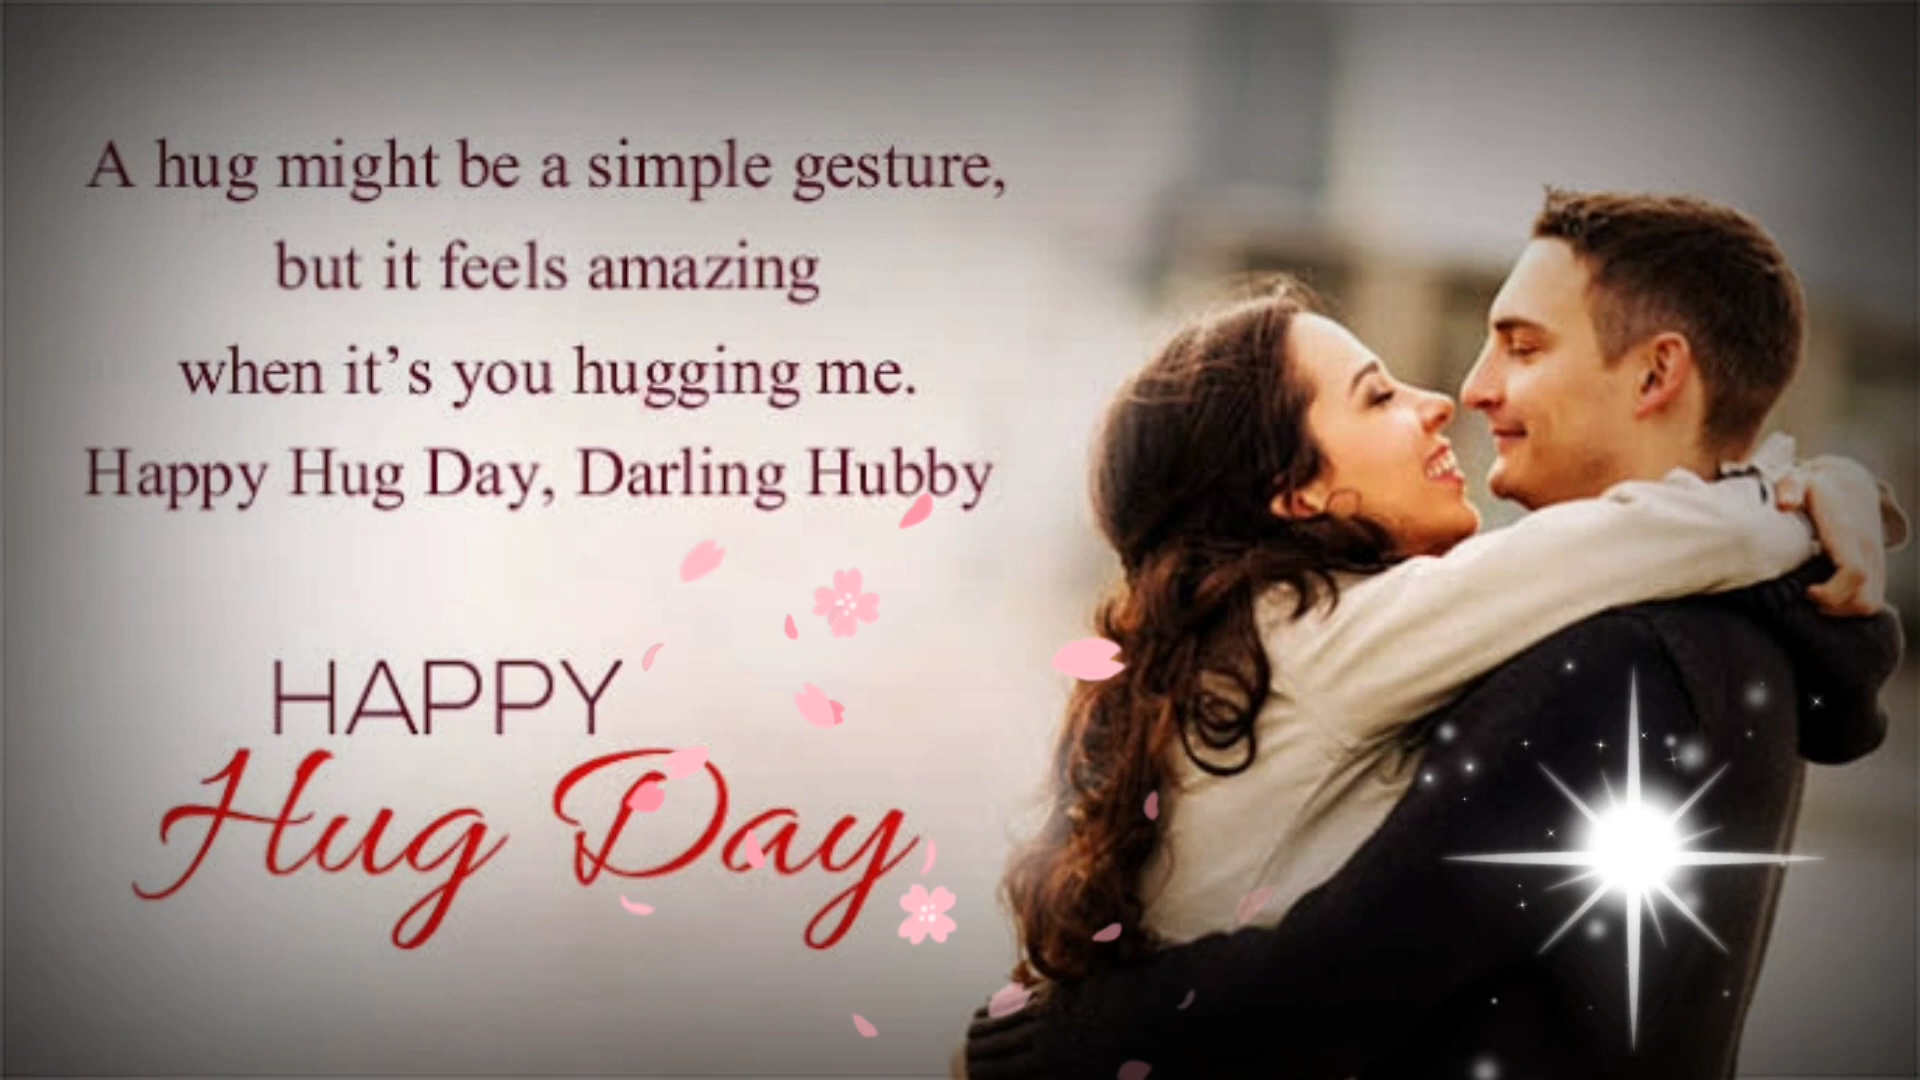 A hug might be a simple gesture,
but it feels amazing
when it’s you hugging me.
Happy Hug Day, Darling Hubby
HAPPY
Hug Day